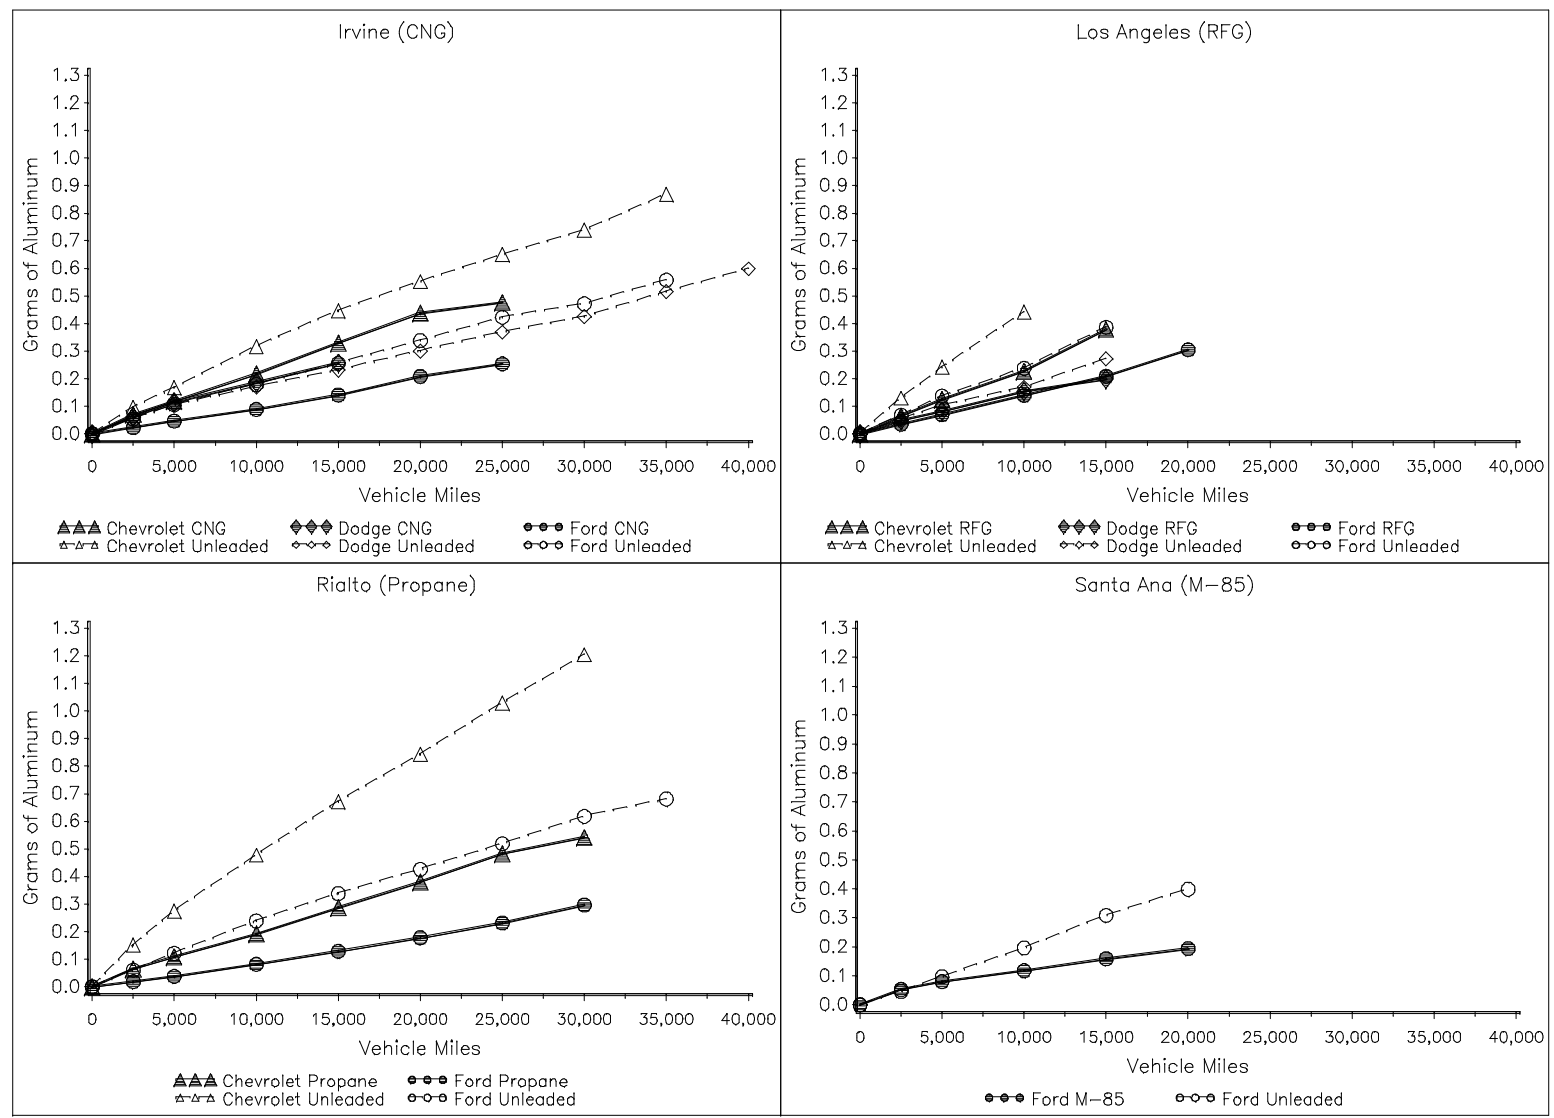 Irvine (CNG)
Grams of Aluminum
1.3
1.2
1.1
1.0
0.9
0.8
0.7
0.6
0.5
0.4
0.3
0.2
0.1
0.0
0 5,000 10,000 15,000 20,000 25,000 30,000 35,000 40,000
Vehicle Miles
Chevrolet CNG Dodge CNG Ford CNG
Chevrolet Unleaded Dodge Unleaded Ford Unleaded
Los Angeles (RFG)
Grams of Aluminum
1.3
1.2
1.1
1.0
0.9
0.8
0.7
0.6
0.5
0.4
0.3
0.2
0.1
0.0
0 5,000 10,000 15,000 20,000 25,000 30,000 35,000 40,000
Vehicle Miles
Chevrolet RFG Dodge RFG Ford RFG
Chevrolet Unleaded Dodge Unleaded Ford Unleaded
Rialto (Propane)
Grams of Aluminum
1.3
1.2
1.1
1.0
0.9
0.8
0.7
0.6
0.5
0.4
0.3
0.2
0.1
0.0
0 5,000 10,000 15,000 20,000 25,000 30,000 35,000 40,000
Vehicle Miles
Chevrolet Propane Ford Propane
Chevrolet Unleaded Ford Unleaded
Santa Ana (M-85)
Grams of Aluminum
1.3
1.2
1.1
1.0
0.9
0.8
0.7
0.6
0.5
0.4
0.3
0.2
0.1
0.0
0 5,000 10,000 15,000 20,000 25,000 30,000 35,000 40,000
Vehicle Miles
Ford M-85 Ford Unleaded